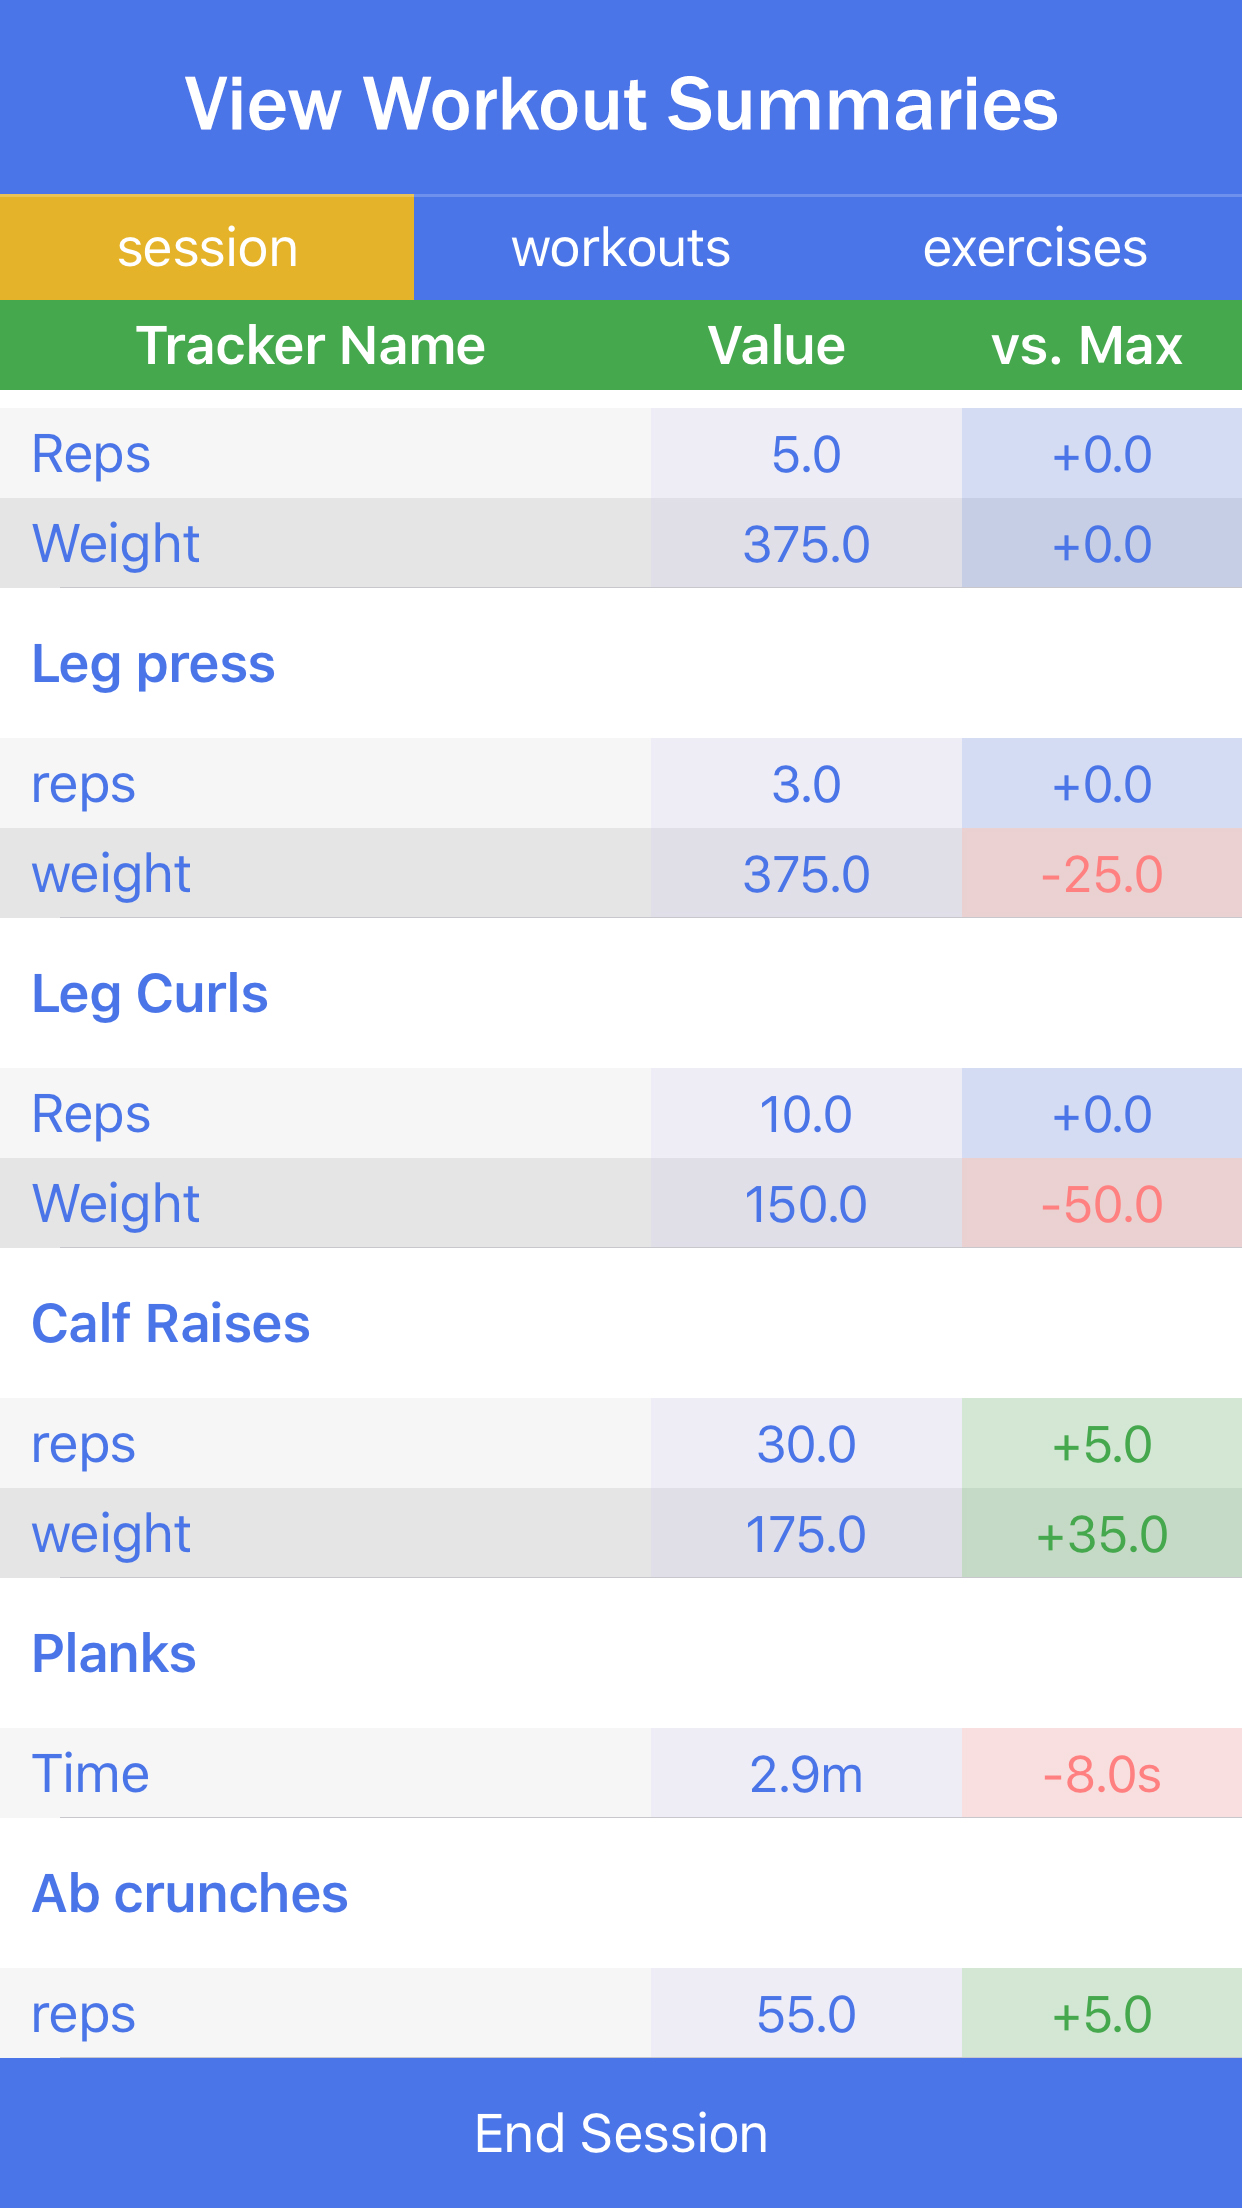 View Workout Summaries
session workouts exercises
Tracker Name Value vs. Max
Reps 5.0 +0.0
Weight 375.0 +0.0
Leg press
reps 3.0 +0.0
weight 375.0 -25.0
Leg Curls
Reps 10.0 +0.0
Weight 150.0 -50.0
Calf Raises
reps 30.0 +5.0
weight 175.0 +35.0
Planks
Time 2.9m -8.0s
Ab crunches
reps 55.0 +5.0
End Session